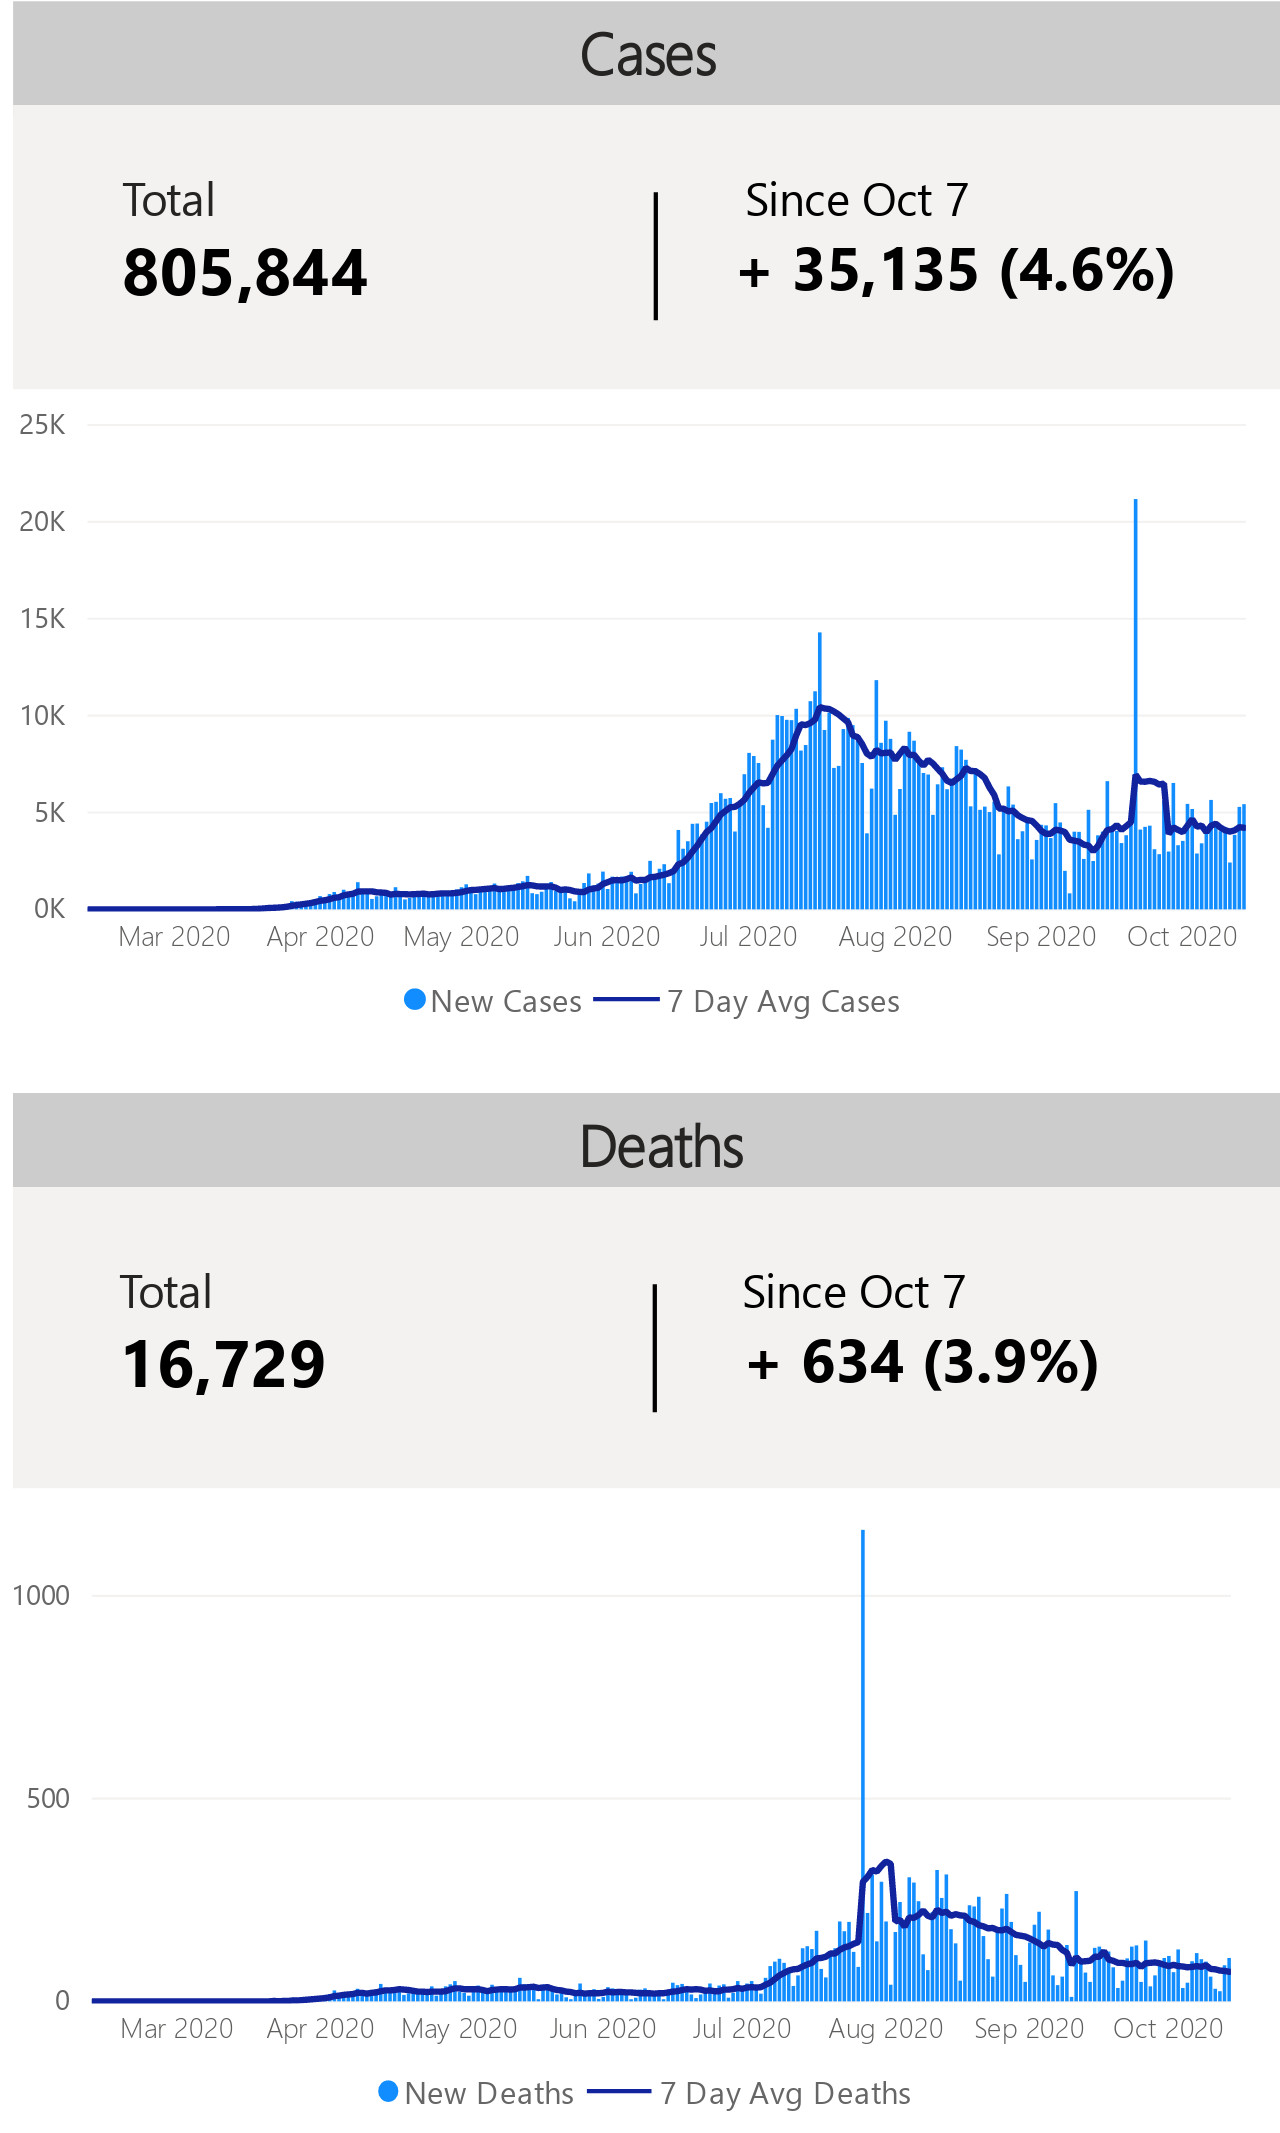 Cases
Total
Since Oct 7
805,844
+ 35,135 (4.6%)
25K
20K
15K
10K
5K
0K
Mar 2020 Apr 2020 May 2020 Jun 2020 Jul 2020 Aug 2020 Sep 2020 Oct 2020
New Cases 7 Day Avg Cases
Deaths
Total
Since Oct 7
16,729
+ 634 (3.9%)
1000
500
0
Mar 2020 Apr 2020 May 2020 Jun 2020 Jul 2020 Aug 2020 Sep 2020 Oct 2020
New Deaths 7 Day Avg Deaths